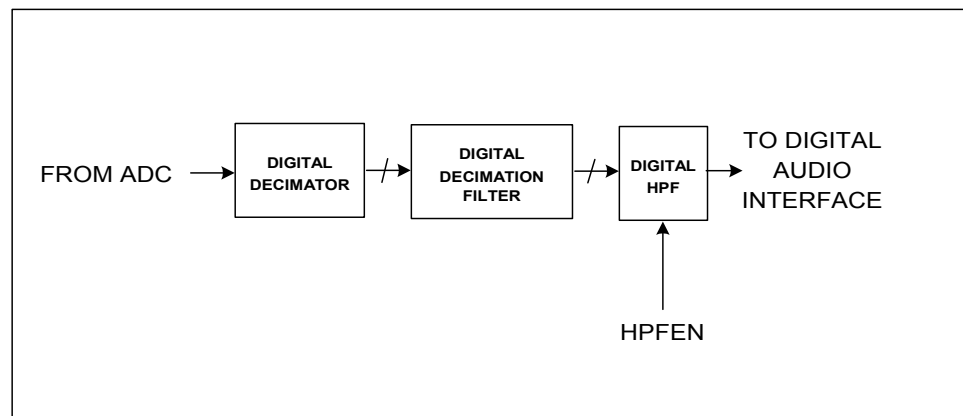 FROM ADC
DIGITAL
DECIMATOR
DIGITAL
DECIMATION
FILTER
DIGITAL
HPF
TO DIGITAL
AUDIO
INTERFACE
HPFEN